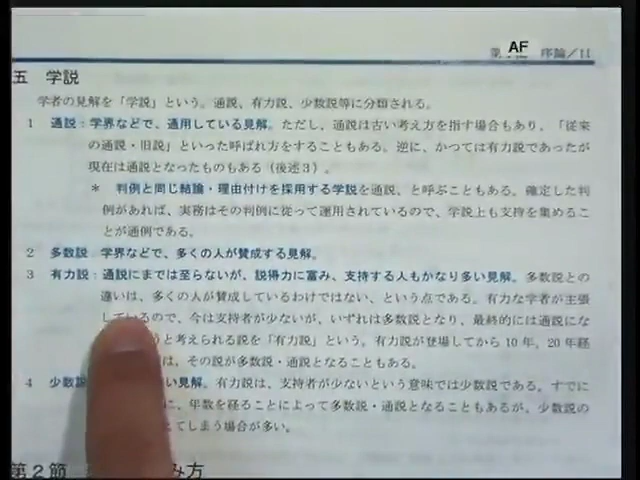 第 AF 序論／11
五 学説
学者の見解を「学説」という。通説、有力説、少数説等に分類される。
1 通説：学界などで、通用している見解。ただし、通説は古い考え方を指す場合もあり、「従来
の通説・旧説」といった呼ばれ方をすることもある。逆に、かつては有力説であったが
現在は通説となったものもある（後述3）。
＊ 判例と同じ結論・理由付けを採用する学説を通説、と呼ぶこともある。確定した判
例があれば、実務はその判例に従って運用されているので、学説上も支持を集めるこ
とが通例である。
2 多数説：学界などで、多くの人が賛成する見解。
3 有力説：通説にまでは至らないが、説得力に富み、支持する人もかなり多い見解。多数説との
違いは、多くの人が賛成しているわけではない、という点である。有力な学者が主張
しているので、今は支持者が少ないが、いずれは多数説となり、最終的には通説にな
うと考えられる説を「有力説」という。有力説が登場してから10年、20年経
は、その説が多数説・通説となることもある。
4 少数説 い見解。有力説は、支持者が少ないという意味では少数説である。すでに
に、年数を経ることによって多数説・通説となることもあるが、少数説の
えてしまう場合が多い。
第2節 み方